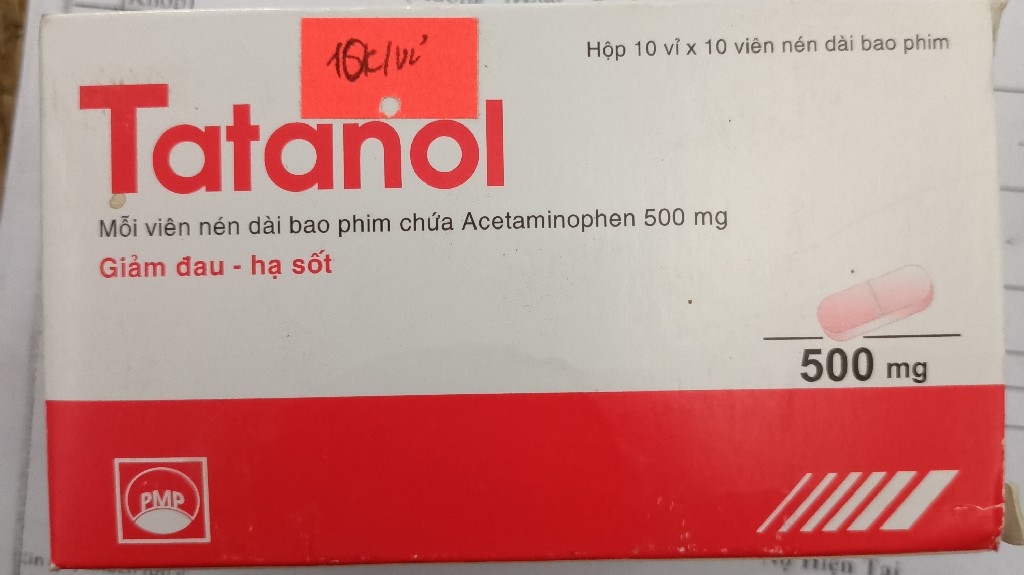 10k/vỉ
Hộp 10 vỉ x 10 viên nén dài bao phim
Tatanol
Mỗi viên nén dài bao phim chứa Acetaminophen 500 mg
Giảm đau - hạ sốt
500 mg
PMP